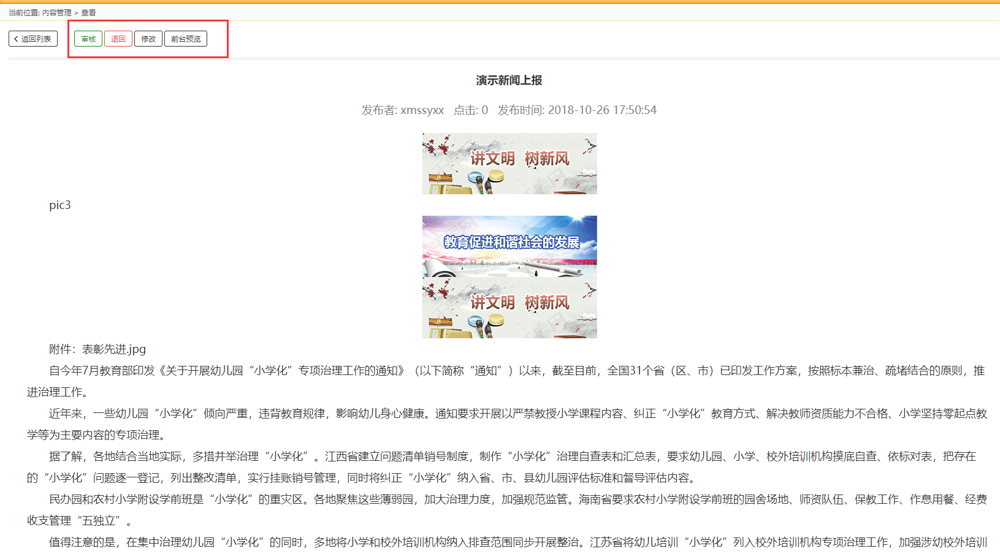 当前位置: 内容管理 > 查看
返回列表 审核 退回 修改 前台预览
演示新闻上报
发布者: xmssyxx 点击: 0 发布时间: 2018-10-26 17:50:54
讲文明 树新风
pic3
教育促进和谐社会的发展
讲文明 树新风
附件：表彰先进.jpg
自今年7月教育部印发《关于开展幼儿园“小学化”专项治理工作的通知》（以下简称“通知”）以来，截至目前，全国31个省（区、市）已印发工作方案，按照标本兼治、疏堵结合的原则，推
进治理工作。
近年来，一些幼儿园“小学化”倾向严重，违背教育规律，影响幼儿身心健康。通知要求开展以严禁教授小学课程内容、纠正“小学化”教育方式、解决教师资质能力不合格、小学坚持零起点教
学等为主要内容的专项治理。
据了解，各地结合当地实际，多措并举治理“小学化”。江西省建立问题清单销号制度，制作“小学化”治理自查表和汇总表，要求幼儿园、小学、校外培训机构摸底自查、依标对表，把存在
的“小学化”问题逐一登记，列出整改清单，实行挂账销号管理，同时将纠正“小学化”纳入省、市、县幼儿园评估标准和督导评估内容。
民办园和农村小学附设学前班是“小学化”的重灾区。各地聚焦这些薄弱园，加大治理力度，加强规范监管。海南省要求农村小学附设学前班的园舍场地、师资队伍、保教工作、作息用餐、经费
收支管理“五独立”。
值得注意的是，在集中治理幼儿园“小学化”的同时，多地将小学和校外培训机构纳入排查范围同步开展整治。江苏省将幼儿培训“小学化”列入校外培训机构专项治理工作，加强涉幼校外培训